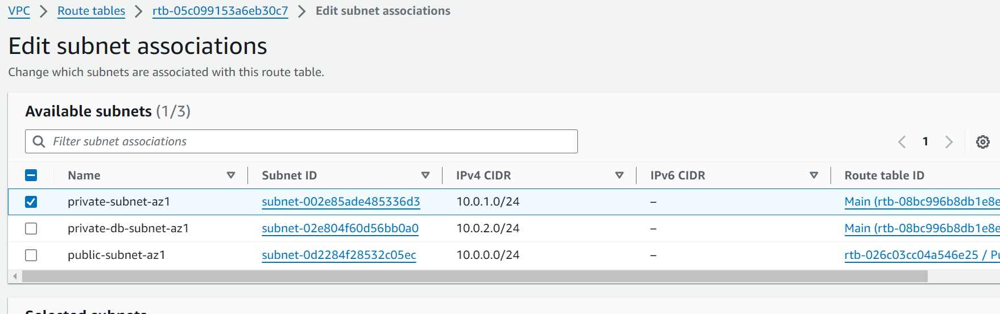 VPC > Route tables > rtb-05c099153a6eb30c7 > Edit subnet associations
Edit subnet associations
Change which subnets are associated with this route table.
Available subnets (1/3)
Filter subnet associations
1
Name Subnet ID IPv4 CIDR IPv6 CIDR Route table ID
private-subnet-az1 subnet-002e85ade485336d3 10.0.1.0/24 – Main (rtb-08bc996b8db1e8e
private-db-subnet-az1 subnet-02e804f60d56bb0a0 10.0.2.0/24 – Main (rtb-08bc996b8db1e8e
public-subnet-az1 subnet-0d2284f28532c05ec 10.0.0.0/24 – rtb-026c03cc04a546e25 / Pu
Selected subnets